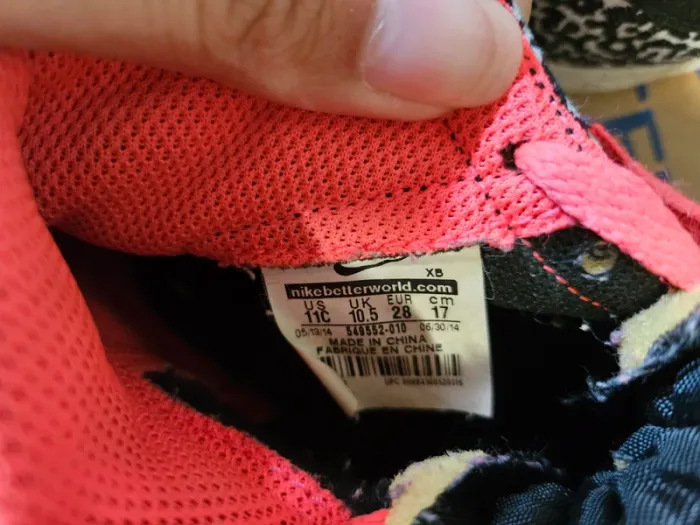 XB
nikebetterworld.com
US UK EUR cm
11C 10.5 28 17
05/13/14 549552-010 06/30/14
MADE IN CHINA
FABRIQUE EN CHINE
UPC